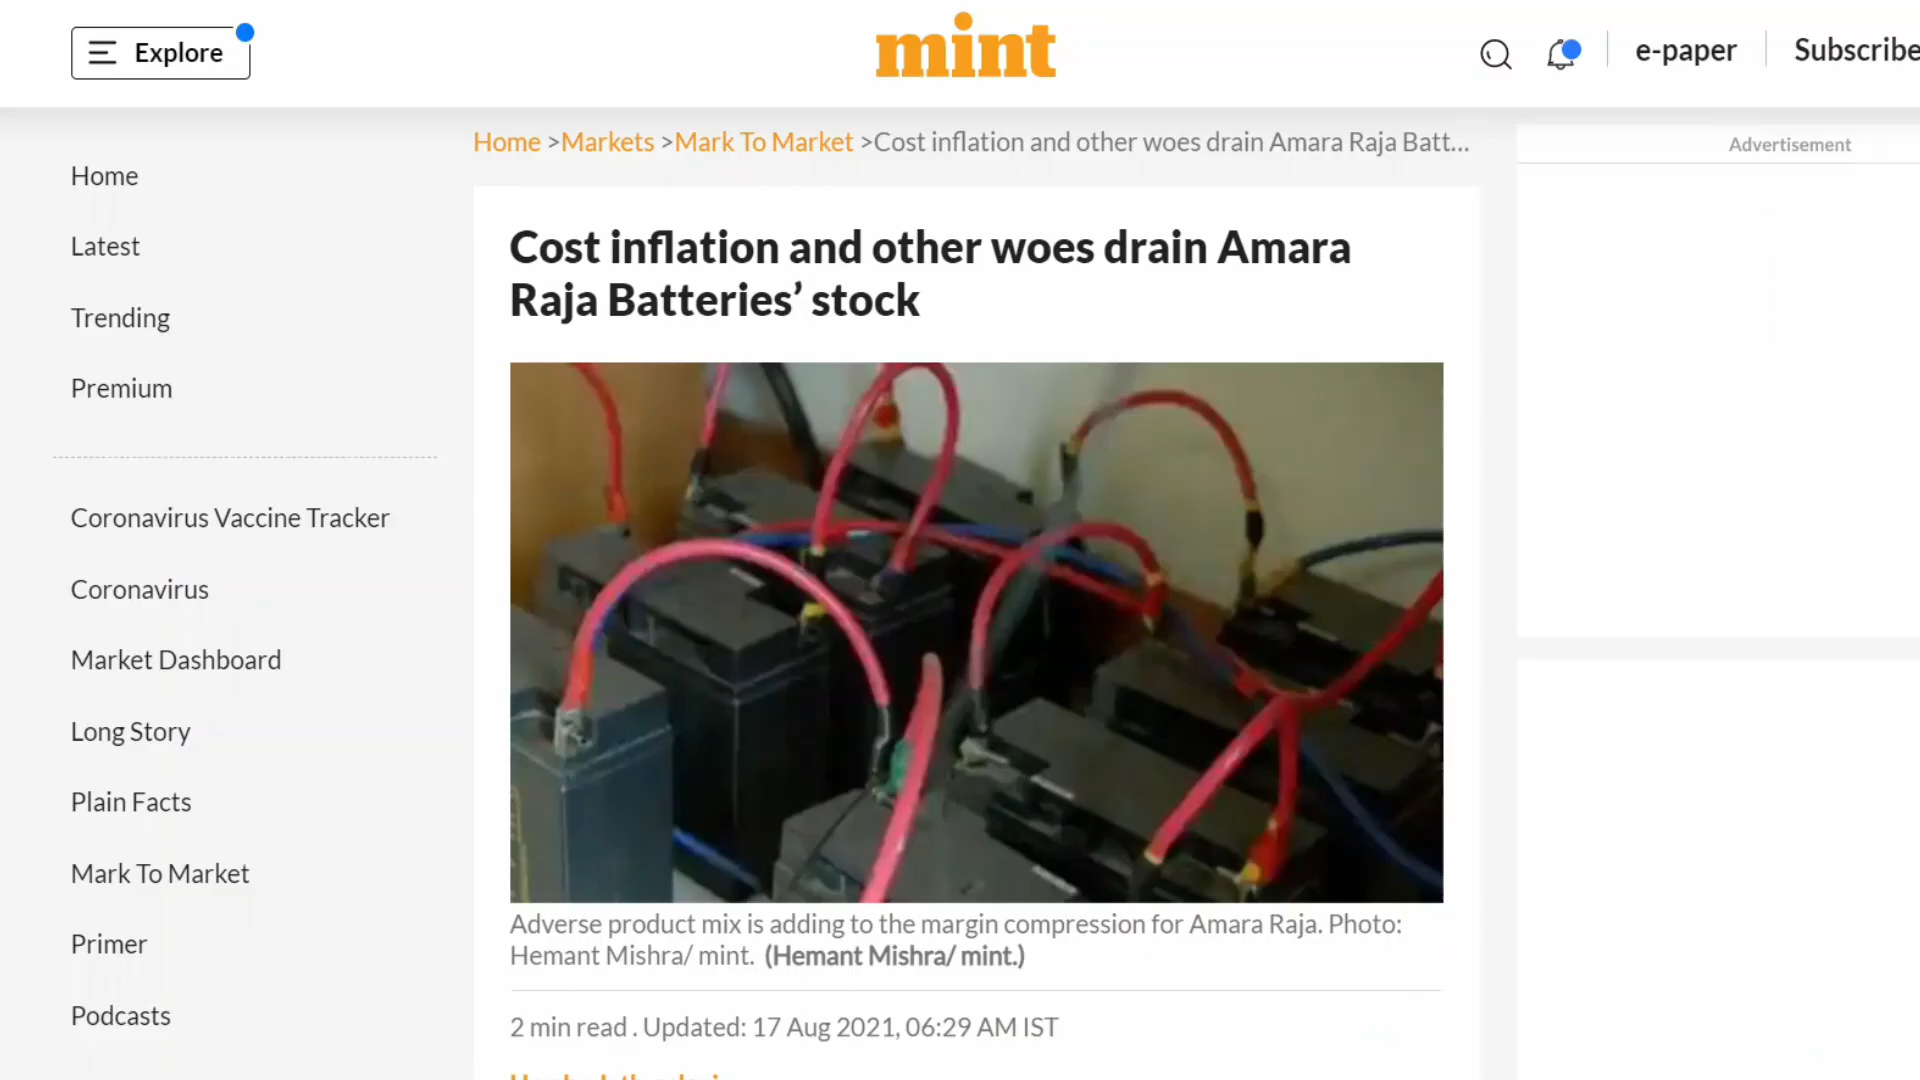 Explore
mint
e-paper
Subscribe
Home >Markets >Mark To Market >Cost inflation and other woes drain Amara Raja Batt...
Advertisement
Home
Latest
Trending
Premium
Coronavirus Vaccine Tracker
Coronavirus
Market Dashboard
Long Story
Plain Facts
Mark To Market
Primer
Podcasts
Cost inflation and other woes drain Amara
Raja Batteries’ stock
Adverse product mix is adding to the margin compression for Amara Raja. Photo:
Hemant Mishra/ mint. (Hemant Mishra/ mint.)
2 min read . Updated: 17 Aug 2021, 06:29 AM IST